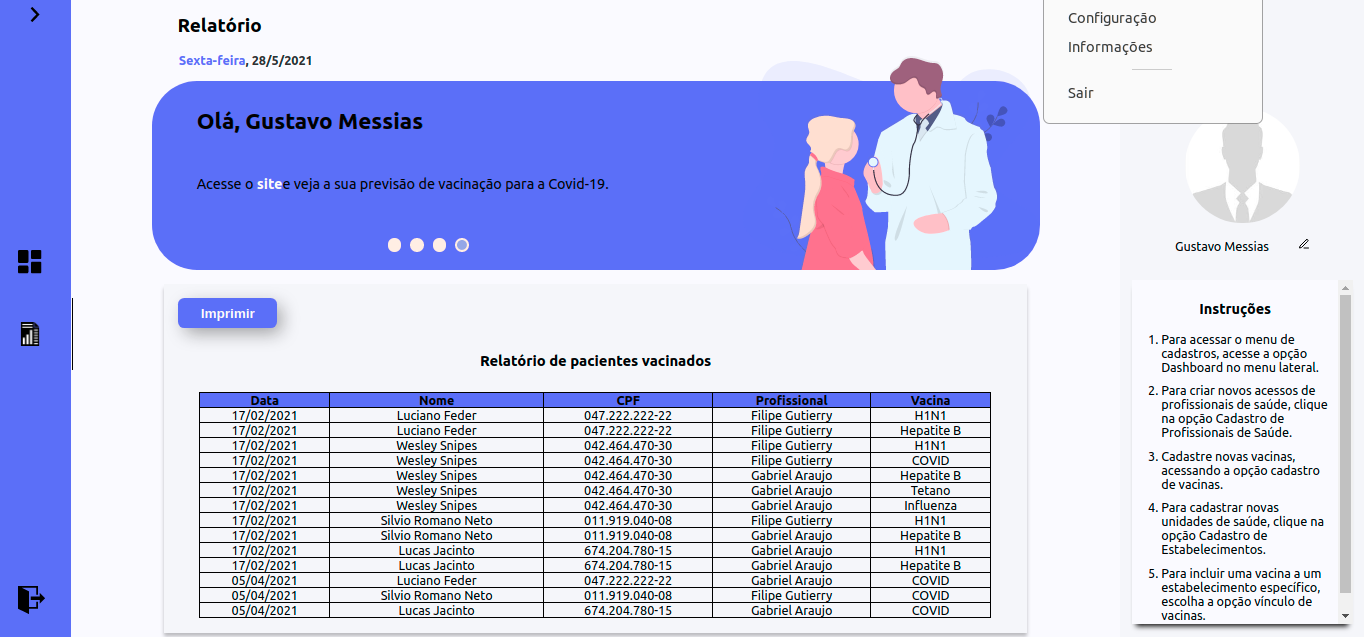 Relatório
Sexta-feira, 28/5/2021
Configuração
Informações
Sair
Olá, Gustavo Messias
Acesse o sitee veja a sua previsão de vacinação para a Covid-19.
Gustavo Messias
Imprimir
Relatório de pacientes vacinados
Data Nome CPF Profissional Vacina
17/02/2021 Luciano Feder 047.222.222-22 Filipe Gutierry H1N1
17/02/2021 Luciano Feder 047.222.222-22 Filipe Gutierry Hepatite B
17/02/2021 Wesley Snipes 042.464.470-30 Filipe Gutierry H1N1
17/02/2021 Wesley Snipes 042.464.470-30 Filipe Gutierry COVID
17/02/2021 Wesley Snipes 042.464.470-30 Gabriel Araujo Hepatite B
17/02/2021 Wesley Snipes 042.464.470-30 Gabriel Araujo Tetano
17/02/2021 Wesley Snipes 042.464.470-30 Gabriel Araujo Influenza
17/02/2021 Silvio Romano Neto 011.919.040-08 Filipe Gutierry H1N1
17/02/2021 Silvio Romano Neto 011.919.040-08 Gabriel Araujo Hepatite B
17/02/2021 Lucas Jacinto 674.204.780-15 Gabriel Araujo H1N1
17/02/2021 Lucas Jacinto 674.204.780-15 Gabriel Araujo Hepatite B
05/04/2021 Luciano Feder 047.222.222-22 Gabriel Araujo COVID
05/04/2021 Silvio Romano Neto 011.919.040-08 Filipe Gutierry COVID
05/04/2021 Lucas Jacinto 674.204.780-15 Gabriel Araujo COVID
Instruções
1. Para acessar o menu de
cadastros, acesse a opção
Dashboard no menu lateral.
2. Para criar novos acessos de
profissionais de saúde, clique
na opção Cadastro de
Profissionais de Saúde.
3. Cadastre novas vacinas,
acessando a opção cadastro
de vacinas.
4. Para cadastrar novas
unidades de saúde, clique na
opção Cadastro de
Estabelecimentos.
5. Para incluir uma vacina a um
estabelecimento específico,
escolha a opção vínculo de
vacinas.